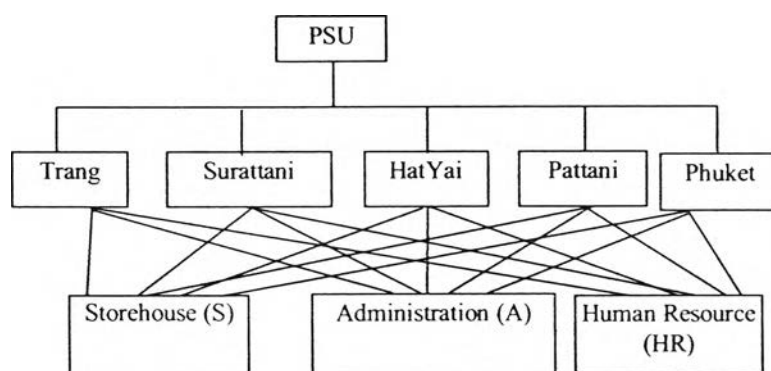 PSU
Trang
Surattani
HatYai
Pattani
Phuket
Storehouse (S)
Administration (A)
Human Resource
(HR)